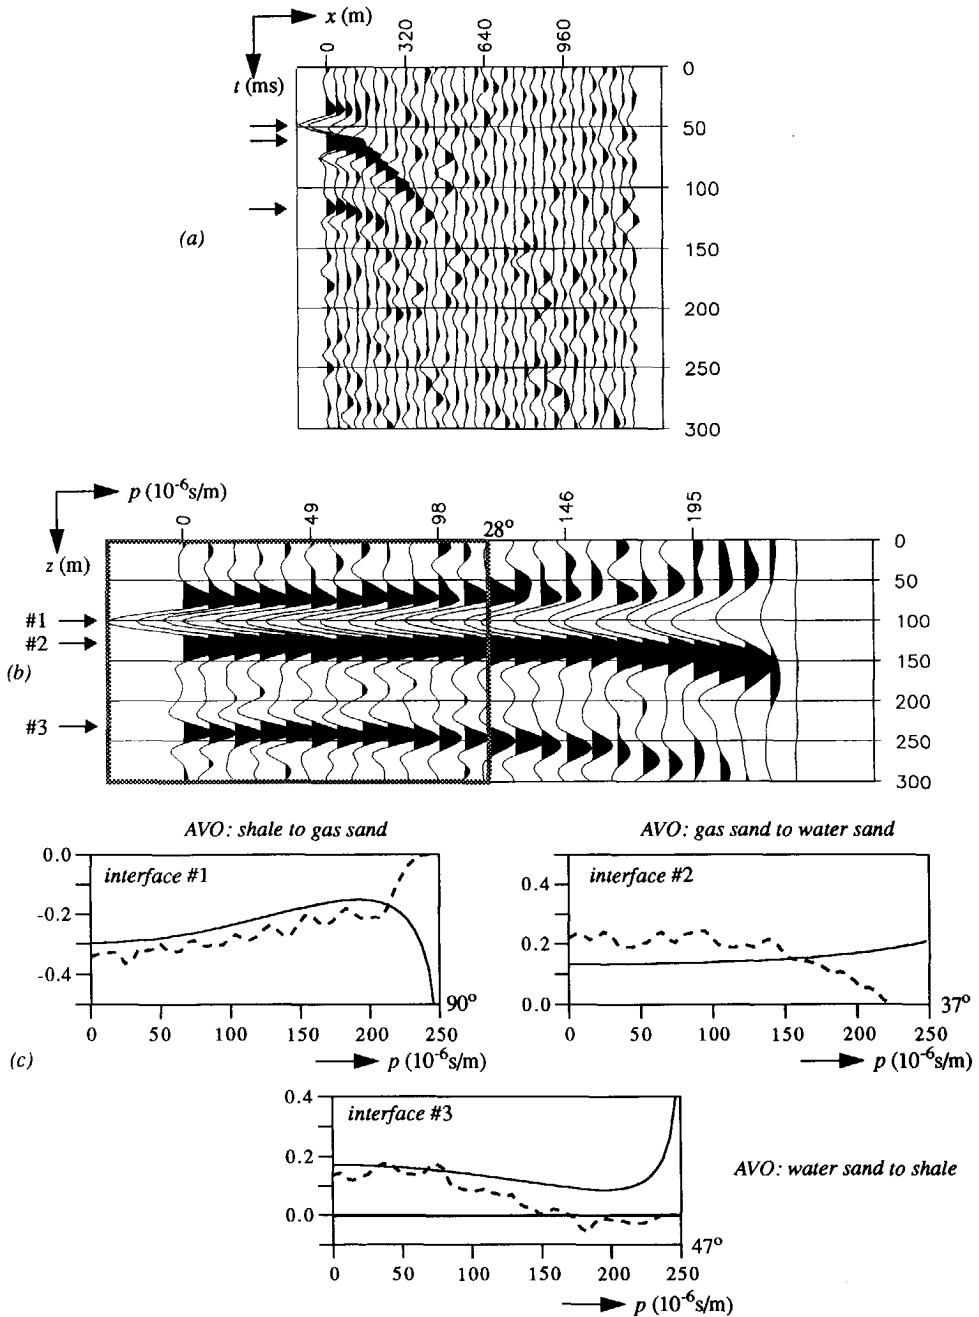 x (m)
0 320 640 960
t (ms)
0
50
100
150
200
250
300
(a)
p (10-6s/m)
0 49 98 28° 146 195
z (m)
0
50
#1 100
#2
150
(b)
200
#3
250
300
AVO: shale to gas sand
AVO: gas sand to water sand
0.0
interface #1
-0.2
-0.4
90°
0 50 100 150 200 250
p (10-6s/m)
0.4
interface #2
0.2
0.0
37°
0 50 100 150 200 250
p (10-6s/m)
(c)
0.4
interface #3
0.2
0.0
AVO: water sand to shale
47°
0 50 100 150 200 250
p (10-6s/m)